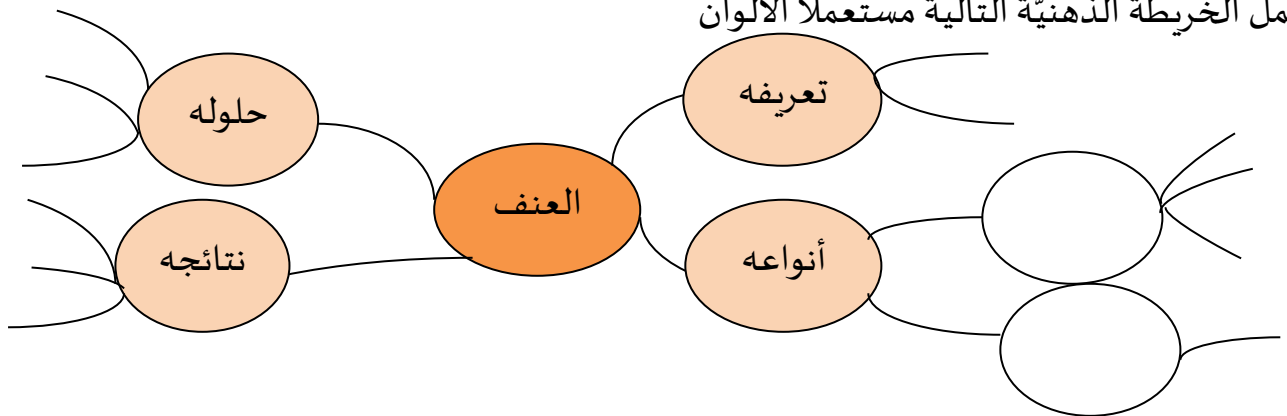 مل الخريطة الذهنيّة التالية مستعملا الألوان
تعريفه
حلوله
العنف
أنواعه
نتائجه